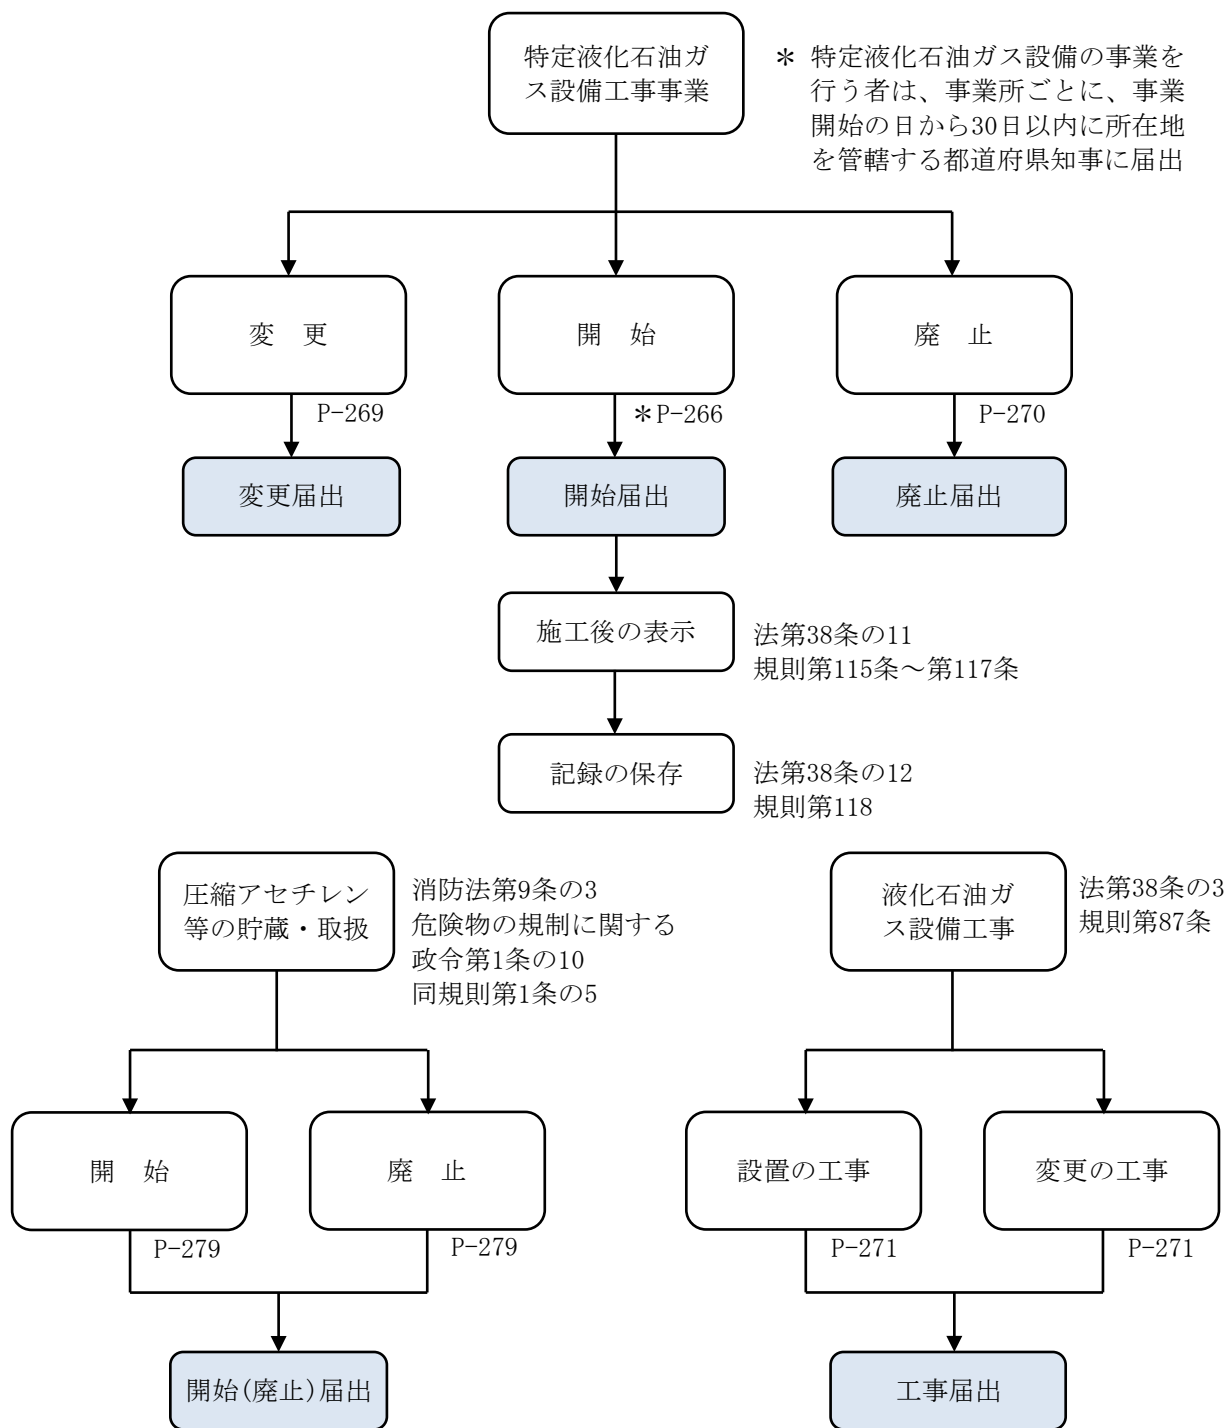 特定液化石油ガ
ス設備工事事業
＊ 特定液化石油ガス設備の事業を
行う者は、事業所ごとに、事業
開始の日から30日以内に所在地
を管轄する都道府県知事に届出
変　更
開　始
廃　止
P-269
＊P-266
P-270
変更届出
開始届出
廃止届出
施工後の表示
法第38条の11
規則第115条～第117条
記録の保存
法第38条の12
規則第118
圧縮アセチレン
等の貯蔵・取扱
消防法第9条の3
危険物の規制に関する
政令第1条の10
同規則第1条の5
液化石油ガ
ス設備工事
法第38条の3
規則第87条
開　始
廃　止
設置の工事
変更の工事
P-279
P-279
P-271
P-271
開始(廃止)届出
工事届出